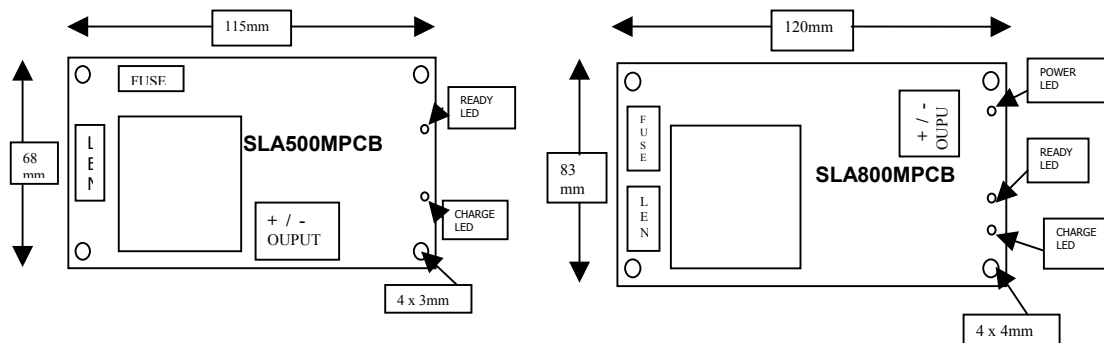 115mm
FUSE
READY
LED
SLA500MPCB
L
E
N
68
mm
+ / -
OUPUT
CHARGE
LED
4 x 3mm
120mm
POWER
LED
F
U
S
E
+ / -
OUPU
83
mm
SLA800MPCB
READY
LED
L
E
N
CHARGE
LED
4 x 4mm